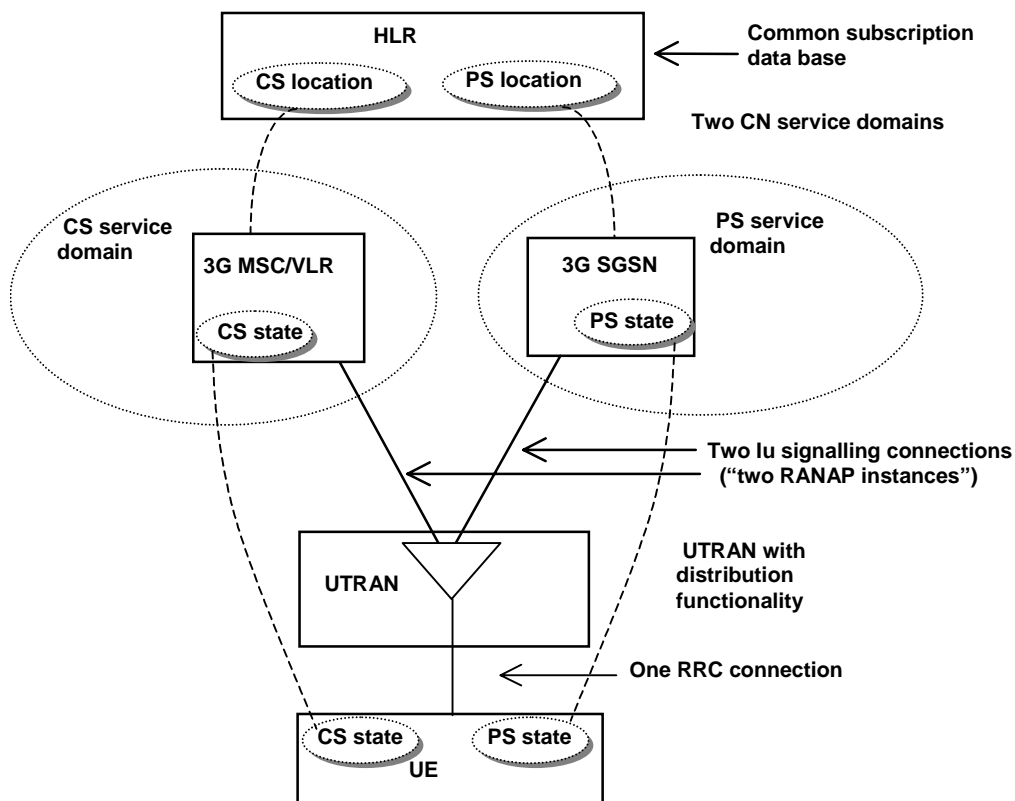 HLR
Common subscription
data base
CS location
PS location
Two CN service domains
CS service
domain
PS service
domain
3G MSC/VLR
3G SGSN
CS state
PS state
Two Iu signalling connections
(“two RANAP instances”)
UTRAN
UTRAN with
distribution
functionality
One RRC connection
CS state
PS state
UE